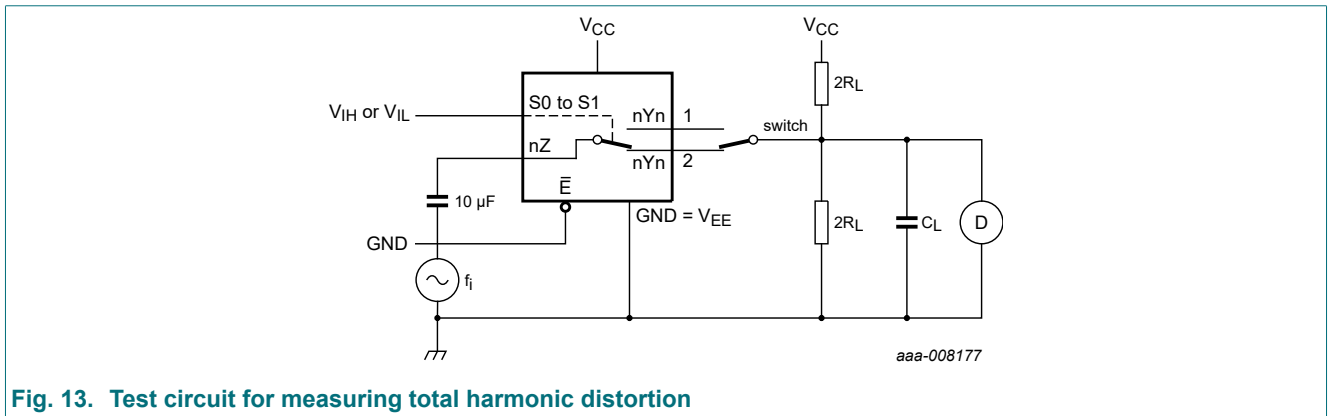 VCC
VCC
2RL
S0 to S1
nYn
1
switch
VIH or VIL
nZ
nYn
2
E̅
10 µF
GND = VEE
2RL
CL
D
GND
fi
aaa-008177
Fig. 13. Test circuit for measuring total harmonic distortion